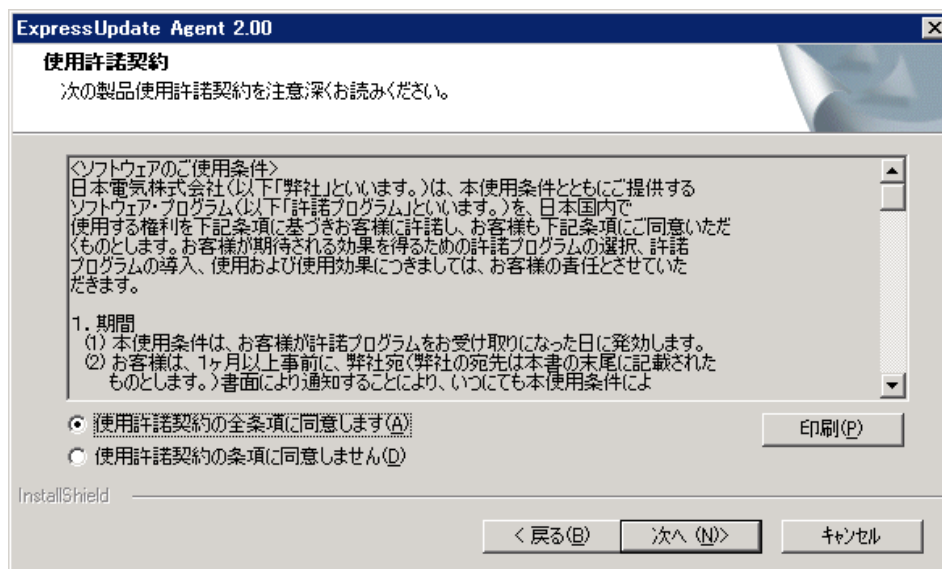 ExpressUpdate Agent 2.00
使用許諾契約
次の製品使用許諾契約を注意深くお読みください。
<ソフトウェアのご使用条件>
日本電気株式会社(以下「弊社」といいます。)は、本使用条件とともにご提供する
ソフトウェア・プログラム(以下「許諾プログラム」といいます。)を、日本国内で
使用する権利を下記条項に基づきお客様に許諾し、お客様も下記条項にご同意いただ
くものとします。お客様が期待される効果を得るための許諾プログラムの選択、許諾
プログラムの導入、使用および使用効果につきましては、お客様の責任とさせていた
だきます。
1. 期間
(1) 本使用条件は、お客様が許諾プログラムをお受け取りになった日に発効します。
(2) お客様は、1ヶ月以上事前に、弊社宛(弊社の宛先は本書の末尾に記載された
ものとします。)書面により通知することにより、いつにても本使用条件によ
使用許諾契約の全条項に同意します(A)
印刷(P)
使用許諾契約の条項に同意しません(D)
InstallShield
< 戻る(B)
次へ (N)>
キャンセル